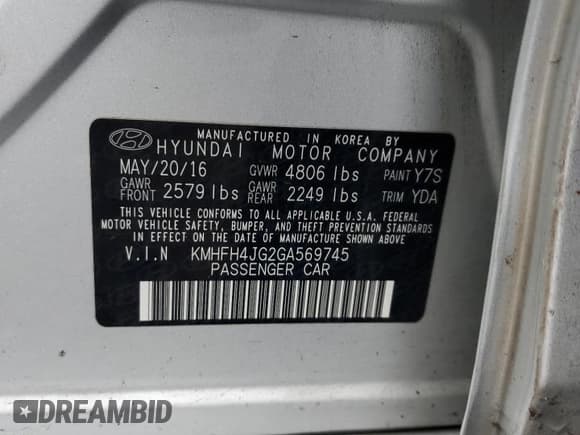 MANUFACTURED IN KOREA BY
HYUNDAI MOTOR COMPANY
MAY/20/16 GVWR 4806 lbs PAINT Y7S
GAWR FRONT 2579 lbs GAWR REAR 2249 lbs TRIM YDA
THIS VEHICLE CONFORMS TO ALL APPLICABLE U.S.A. FEDERAL
MOTOR VEHICLE SAFETY, BUMPER, AND THEFT PREVENTION STANDARDS
IN EFFECT ON THE DATE OF MANUFACTURE SHOWN ABOVE.
V.I.N KMHFH4JG2GA569745
PASSENGER CAR
DREAMBID